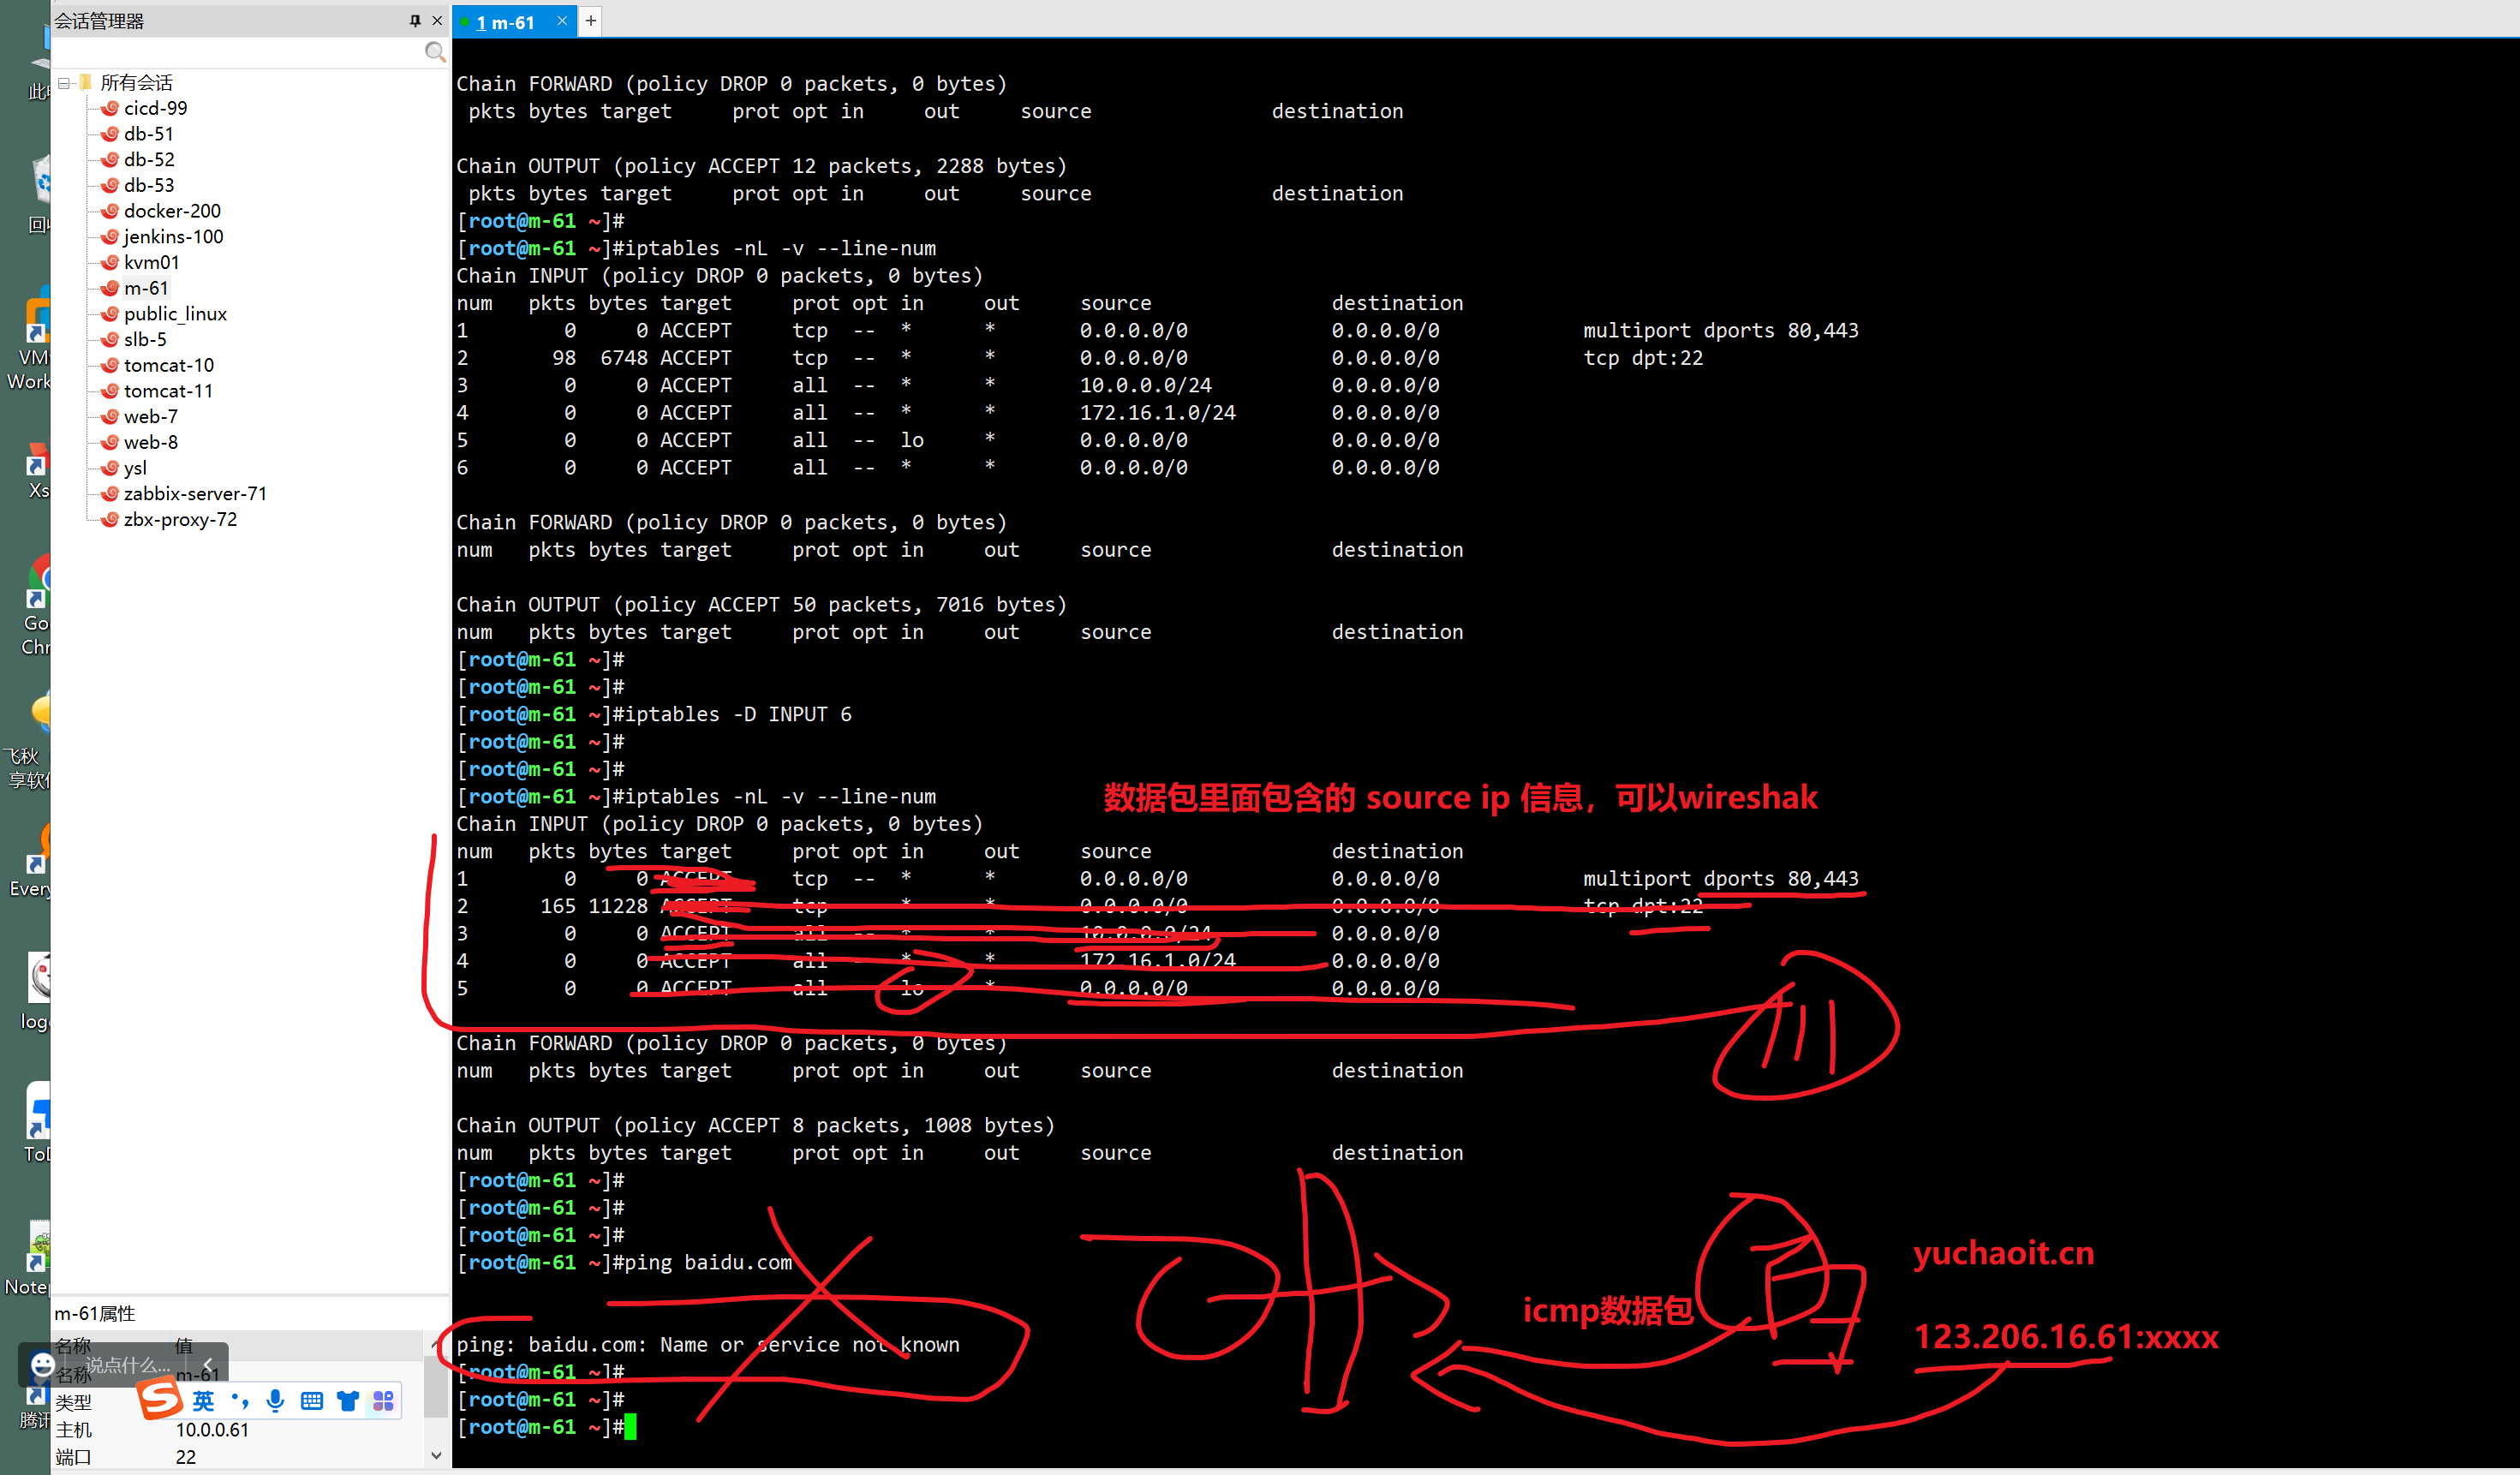 会话管理器
1 m-61
所有会话
cicd-99
db-51
db-52
db-53
docker-200
jenkins-100
kvm01
m-61
public_linux
slb-5
tomcat-10
tomcat-11
web-7
web-8
ysl
zabbix-server-71
zbx-proxy-72
m-61属性
名称 值
名称 m-61
类型
主机 10.0.0.61
端口 22
说点什么...
英
Chain FORWARD (policy DROP 0 packets, 0 bytes)
pkts bytes target prot opt in out source destination
Chain OUTPUT (policy ACCEPT 12 packets, 2288 bytes)
pkts bytes target prot opt in out source destination
[root@m-61 ~]#
[root@m-61 ~]#iptables -nL -v --line-num
Chain INPUT (policy DROP 0 packets, 0 bytes)
num pkts bytes target prot opt in out source destination
1 0 0 ACCEPT tcp -- * * 0.0.0.0/0 0.0.0.0/0 multiport dports 80,443
2 98 6748 ACCEPT tcp -- * * 0.0.0.0/0 0.0.0.0/0 tcp dpt:22
3 0 0 ACCEPT all -- * * 10.0.0.0/24 0.0.0.0/0
4 0 0 ACCEPT all -- * * 172.16.1.0/24 0.0.0.0/0
5 0 0 ACCEPT all -- lo * 0.0.0.0/0 0.0.0.0/0
6 0 0 ACCEPT all -- * * 0.0.0.0/0 0.0.0.0/0
Chain FORWARD (policy DROP 0 packets, 0 bytes)
num pkts bytes target prot opt in out source destination
Chain OUTPUT (policy ACCEPT 50 packets, 7016 bytes)
num pkts bytes target prot opt in out source destination
[root@m-61 ~]#
[root@m-61 ~]#
[root@m-61 ~]#iptables -D INPUT 6
[root@m-61 ~]#
[root@m-61 ~]#
[root@m-61 ~]#iptables -nL -v --line-num
数据包里面包含的 source ip 信息，可以wireshak
Chain INPUT (policy DROP 0 packets, 0 bytes)
num pkts bytes target prot opt in out source destination
1 0 0 ACCEPT tcp -- * * 0.0.0.0/0 0.0.0.0/0 multiport dports 80,443
2 165 11228 ACCEPT tcp -- * * 0.0.0.0/0 0.0.0.0/0 tcp dpt:22
3 0 0 ACCEPT all -- * * 10.0.0.0/24 0.0.0.0/0
4 0 0 ACCEPT all -- * * 172.16.1.0/24 0.0.0.0/0
5 0 0 ACCEPT all -- lo * 0.0.0.0/0 0.0.0.0/0
Chain FORWARD (policy DROP 0 packets, 0 bytes)
num pkts bytes target prot opt in out source destination
Chain OUTPUT (policy ACCEPT 8 packets, 1008 bytes)
num pkts bytes target prot opt in out source destination
[root@m-61 ~]#
[root@m-61 ~]#
[root@m-61 ~]#
[root@m-61 ~]#ping baidu.com
yuchaoit.cn
icmp数据包
123.206.16.61:xxxx
ping: baidu.com: Name or service not known
[root@m-61 ~]#
[root@m-61 ~]#
[root@m-61 ~]#